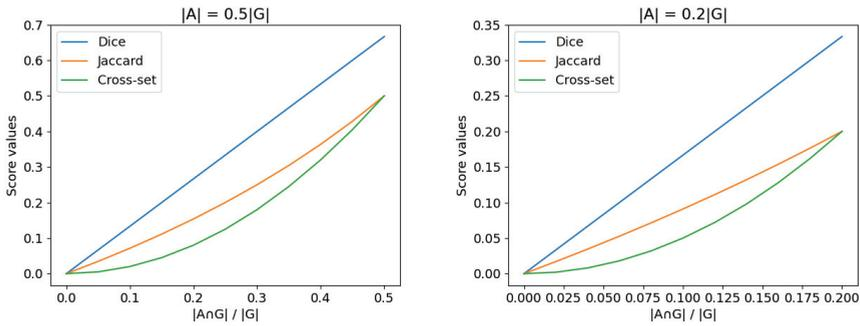 |A| = 0.5|G|
0.7
0.6
0.5
0.4
0.3
0.2
0.1
0.0
Score values
Dice
Jaccard
Cross-set
0.0 0.1 0.2 0.3 0.4 0.5
|A∩G| / |G|
|A| = 0.2|G|
0.35
0.30
0.25
0.20
0.15
0.10
0.05
0.00
Score values
Dice
Jaccard
Cross-set
0.000 0.025 0.050 0.075 0.100 0.125 0.150 0.175 0.200
|A∩G| / |G|